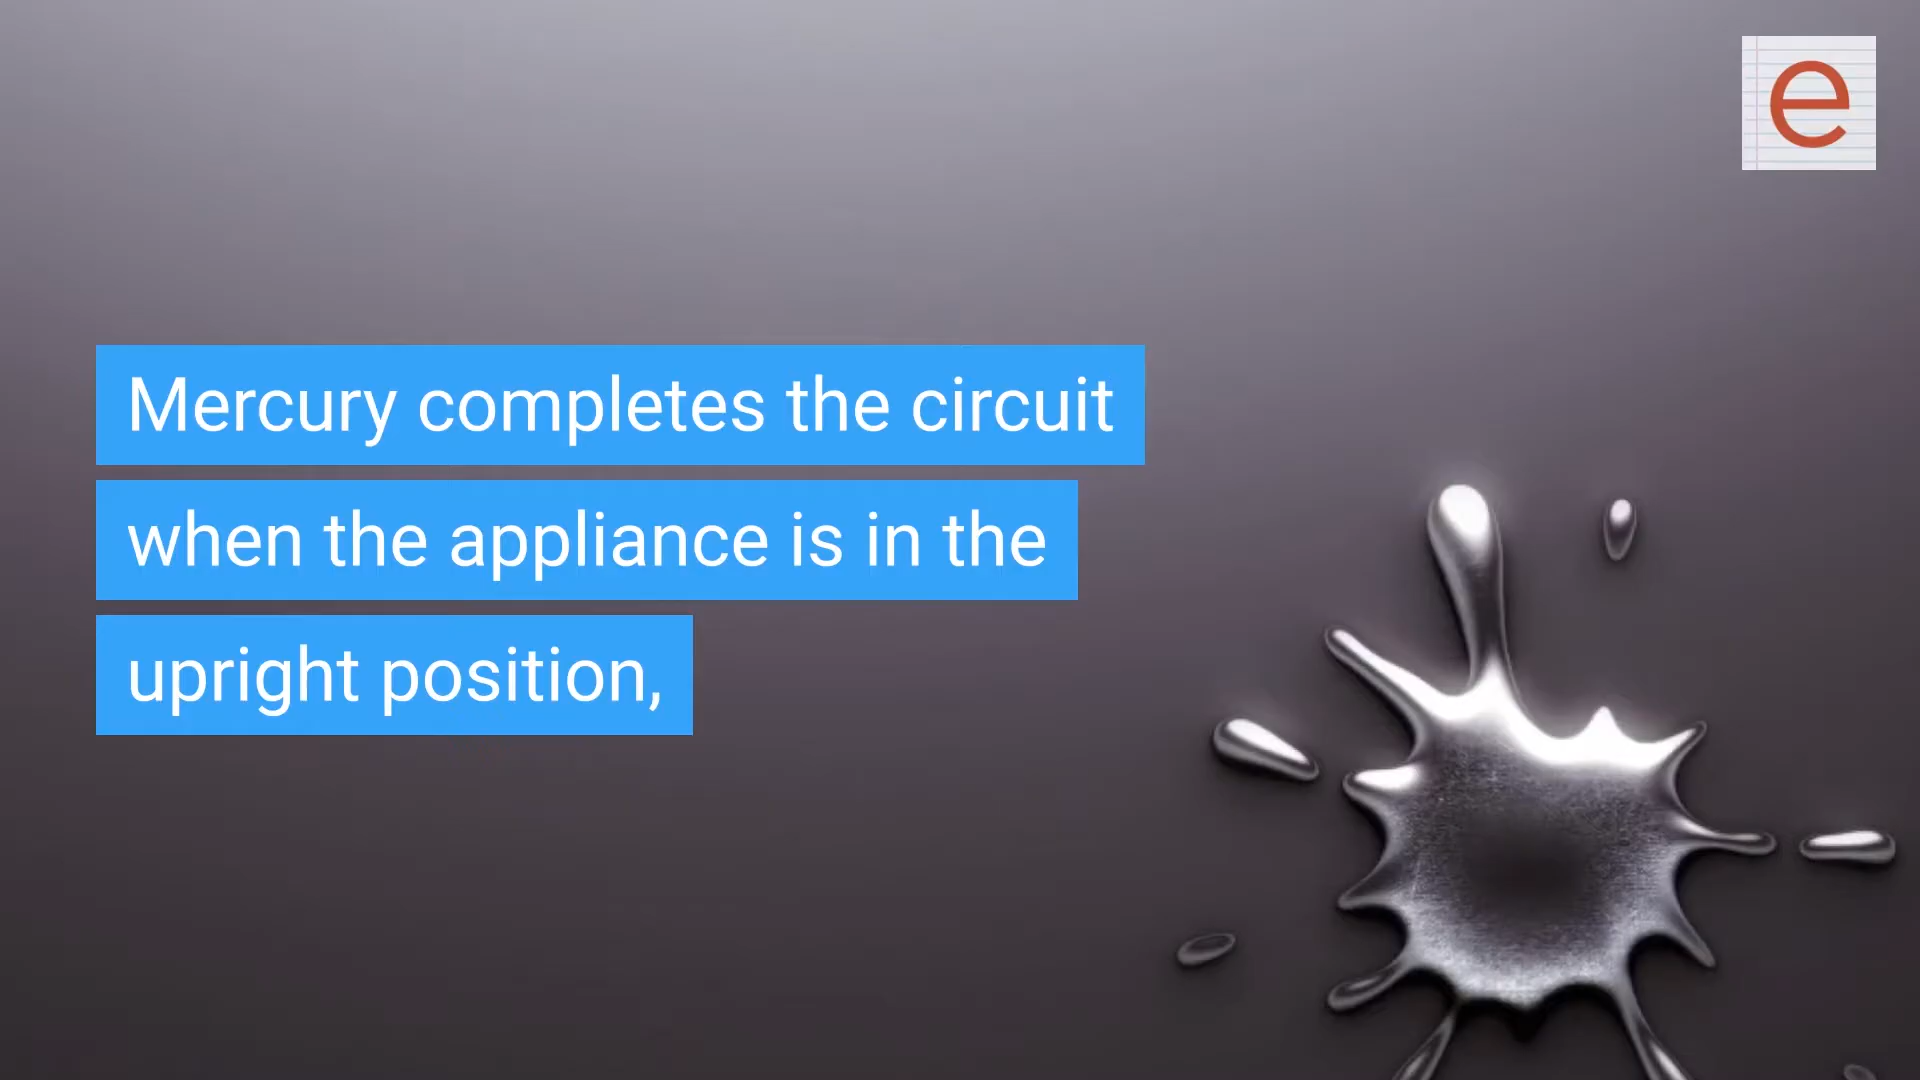 e
Mercury completes the circuit
when the appliance is in the
upright position,